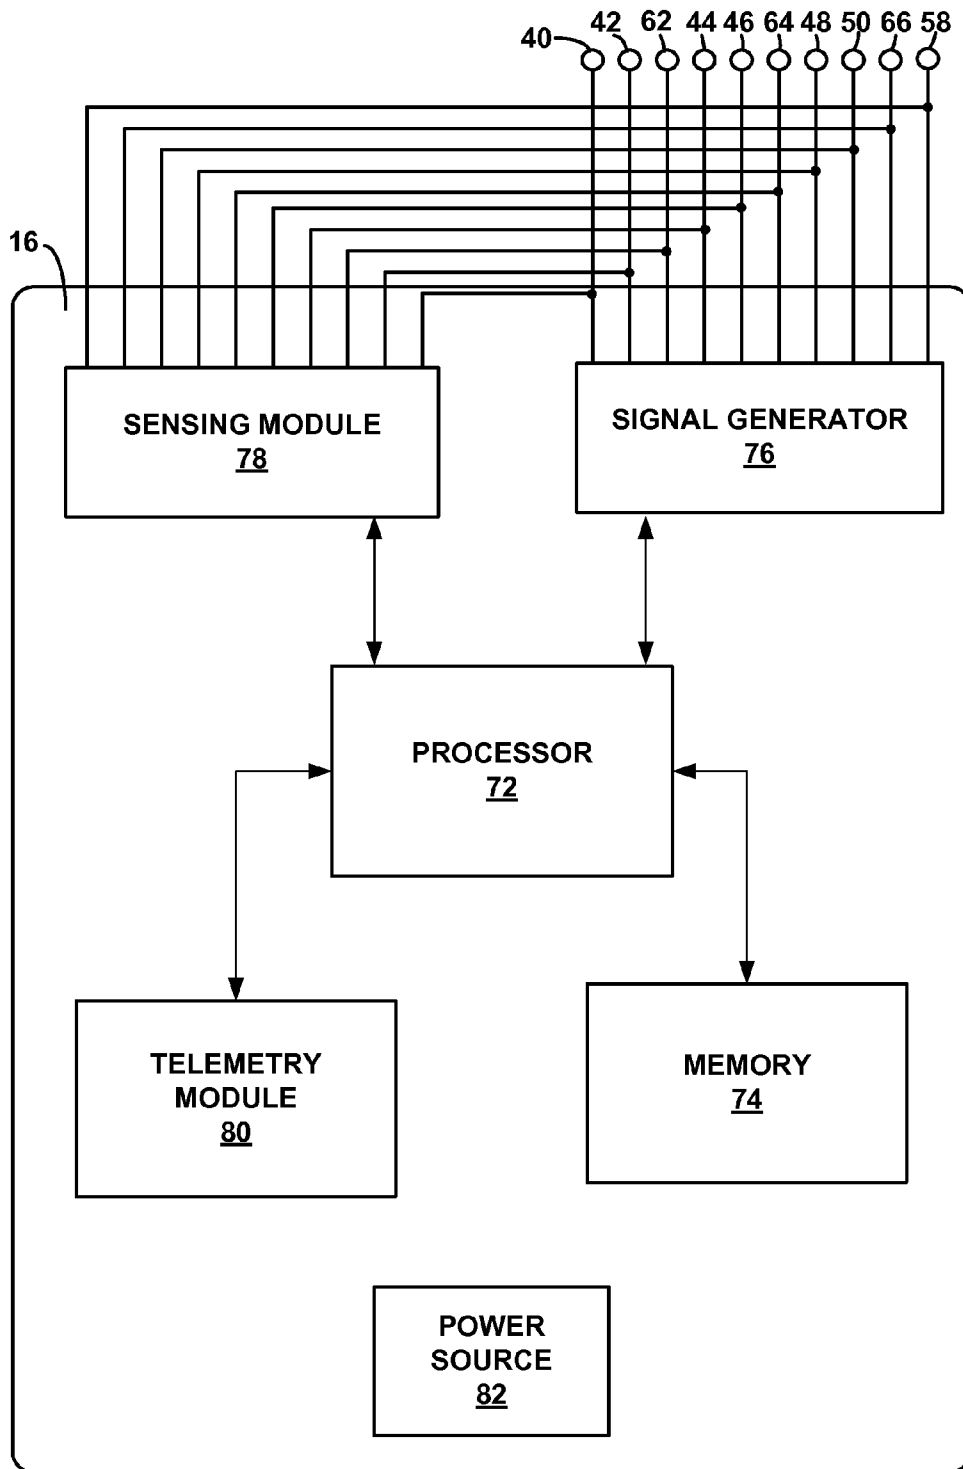 40 42 62 44 46 64 48 50 66 58
16
SENSING MODULE
78
SIGNAL GENERATOR
76
PROCESSOR
72
TELEMETRY
MODULE
80
MEMORY
74
POWER
SOURCE
82